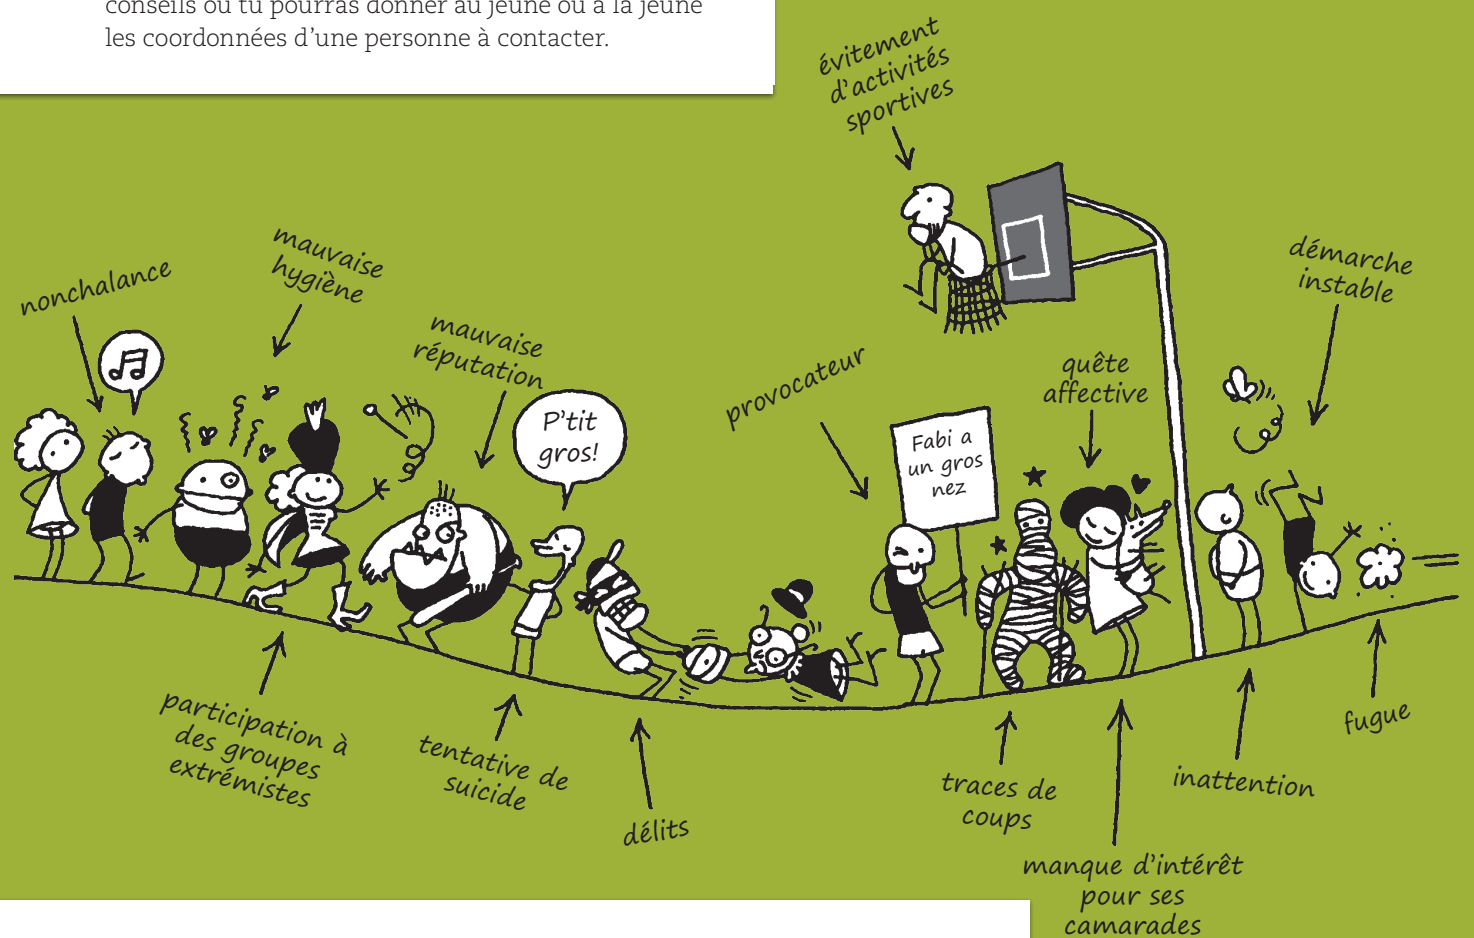 conseils où tu pourras donner au jeune ou à la jeune
les coordonnées d'une personne à contacter.
évitement
d'activités
sportives
nonchalance
mauvaise
hygiène
mauvaise
réputation
P'tit
gros!
provocateur
Fabi a
un gros
nez
quête
affective
démarche
instable
participation à
des groupes
extrémistes
tentative de
suicide
délits
traces de
coups
manque d'intérêt
pour ses
camarades
inattention
fugue